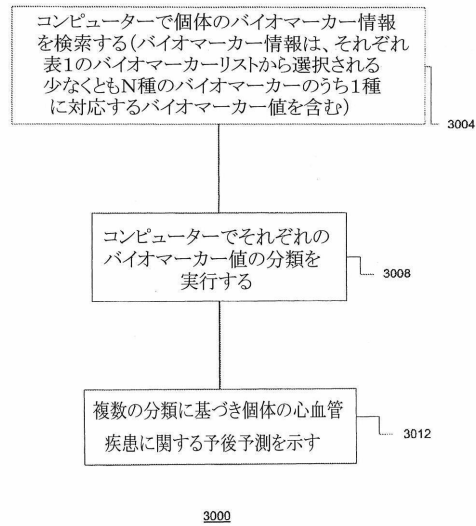 コンピューターで個体のバイオマーカー情報
を検索する(バイオマーカー情報は、それぞれ
表1のバイオマーカーリストから選択される
少なくともN種のバイオマーカーのうち1種
に対応するバイオマーカー値を含む)
3004
コンピューターでそれぞれの
バイオマーカー値の分類を
実行する
3008
複数の分類に基づき個体の心血管
疾患に関する予後予測を示す
3012
3000